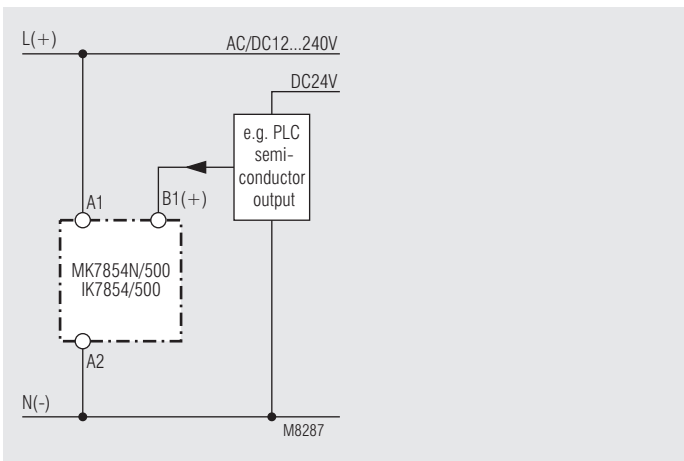 L(+)
AC/DC12...240V
DC24V
e.g. PLC
semi-
conductor
output
A1
B1(+)
MK7854N/500
IK7854/500
A2
N(-)
M8287